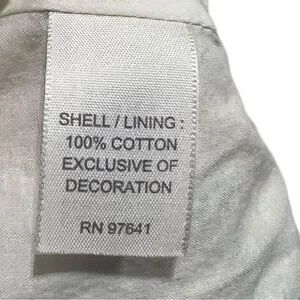 SHELL / LINING :
100% COTTON
EXCLUSIVE OF
DECORATION
RN 97641